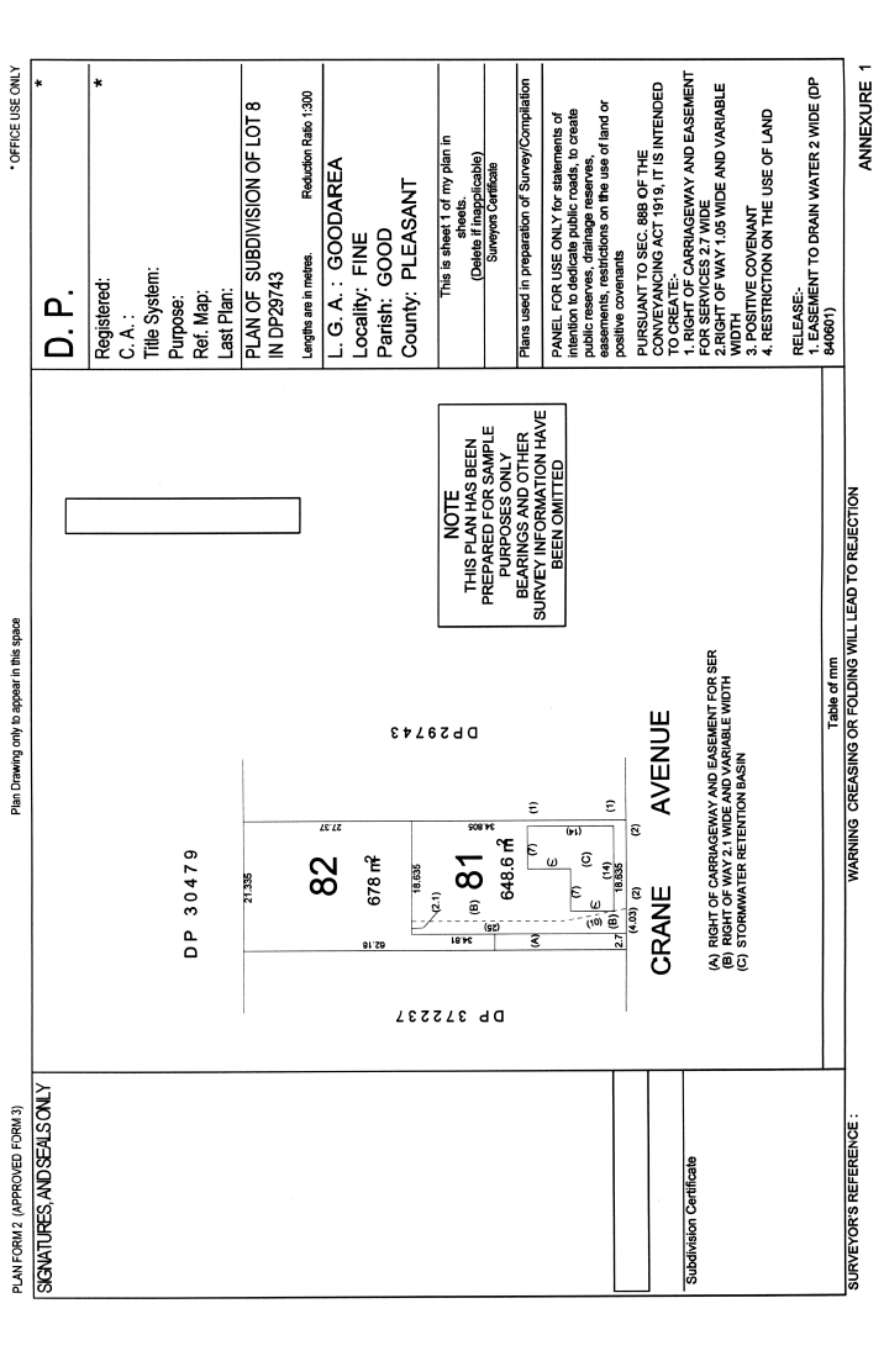 PLAN FORM 2 (APPROVED FORM 3)
Plan Drawing only to appear in this space
* OFFICE USE ONLY
SIGNATURES, AND SEALS ONLY
Subdivision Certificate
SURVEYOR'S REFERENCE :
DP 30479
DP 372237
DP29743
21.335
82
678 m²
27.37
62.18
18.635
(2.1)
(B)
81
648.6 m²
34.805
34.81
(25)
(A)
(7)
(14)
(1)
(1)
(7)
(C)
(14)
(19)
(B)
2.7
18.635
(4.03)
(2)
(2)
CRANE AVENUE
(A) RIGHT OF CARRIAGEWAY AND EASEMENT FOR SER
(B) RIGHT OF WAY 2.1 WIDE AND VARIABLE WIDTH
(C) STORMWATER RETENTION BASIN
NOTE
THIS PLAN HAS BEEN
PREPARED FOR SAMPLE
PURPOSES ONLY
BEARINGS AND OTHER
SURVEY INFORMATION HAVE
BEEN OMITTED
Table of mm
WARNING CREASING OR FOLDING WILL LEAD TO REJECTION
D. P. *
Registered: *
C. A. :
Title System:
Purpose:
Ref. Map:
Last Plan:
PLAN OF SUBDIVISION OF LOT 8
IN DP29743
Lengths are in metres. Reduction Ratio 1:300
L. G. A. : GOODAREA
Locality: FINE
Parish: GOOD
County: PLEASANT
This is sheet 1 of my plan in
sheets.
(Delete if inapplicable)
Surveyors Certificate
Plans used in preparation of Survey/Compilation
PANEL FOR USE ONLY for statements of
intention to dedicate public roads, to create
public reserves, drainage reserves,
easements, restrictions on the use of land or
positive covenants
PURSUANT TO SEC. 88B OF THE
CONVEYANCING ACT 1919, IT IS INTENDED
TO CREATE:-
1. RIGHT OF CARRIAGEWAY AND EASEMENT
FOR SERVICES 2.7 WIDE
2.RIGHT OF WAY 1.05 WIDE AND VARIABLE
WIDTH
3. POSITIVE COVENANT
4. RESTRICTION ON THE USE OF LAND
RELEASE:-
1. EASEMENT TO DRAIN WATER 2 WIDE (DP
840601)
ANNEXURE 1